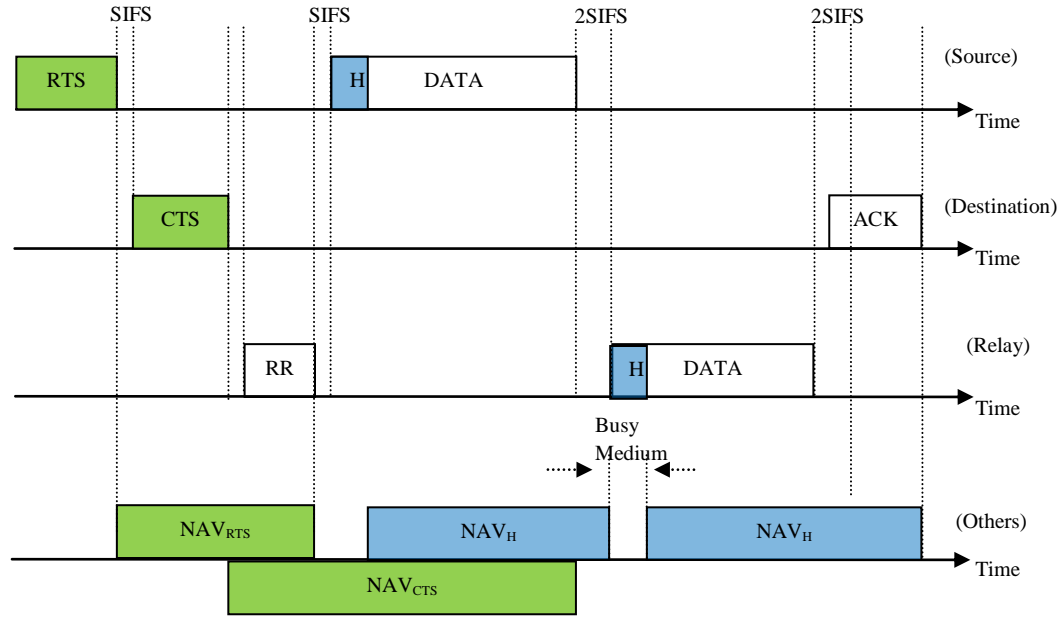 SIFS SIFS 2SIFS 2SIFS
RTS H DATA (Source)
Time
CTS ACK (Destination)
Time
RR H DATA (Relay)
Time
Busy
Medium
NAVRTS NAVH NAVH (Others)
Time
NAVCTS